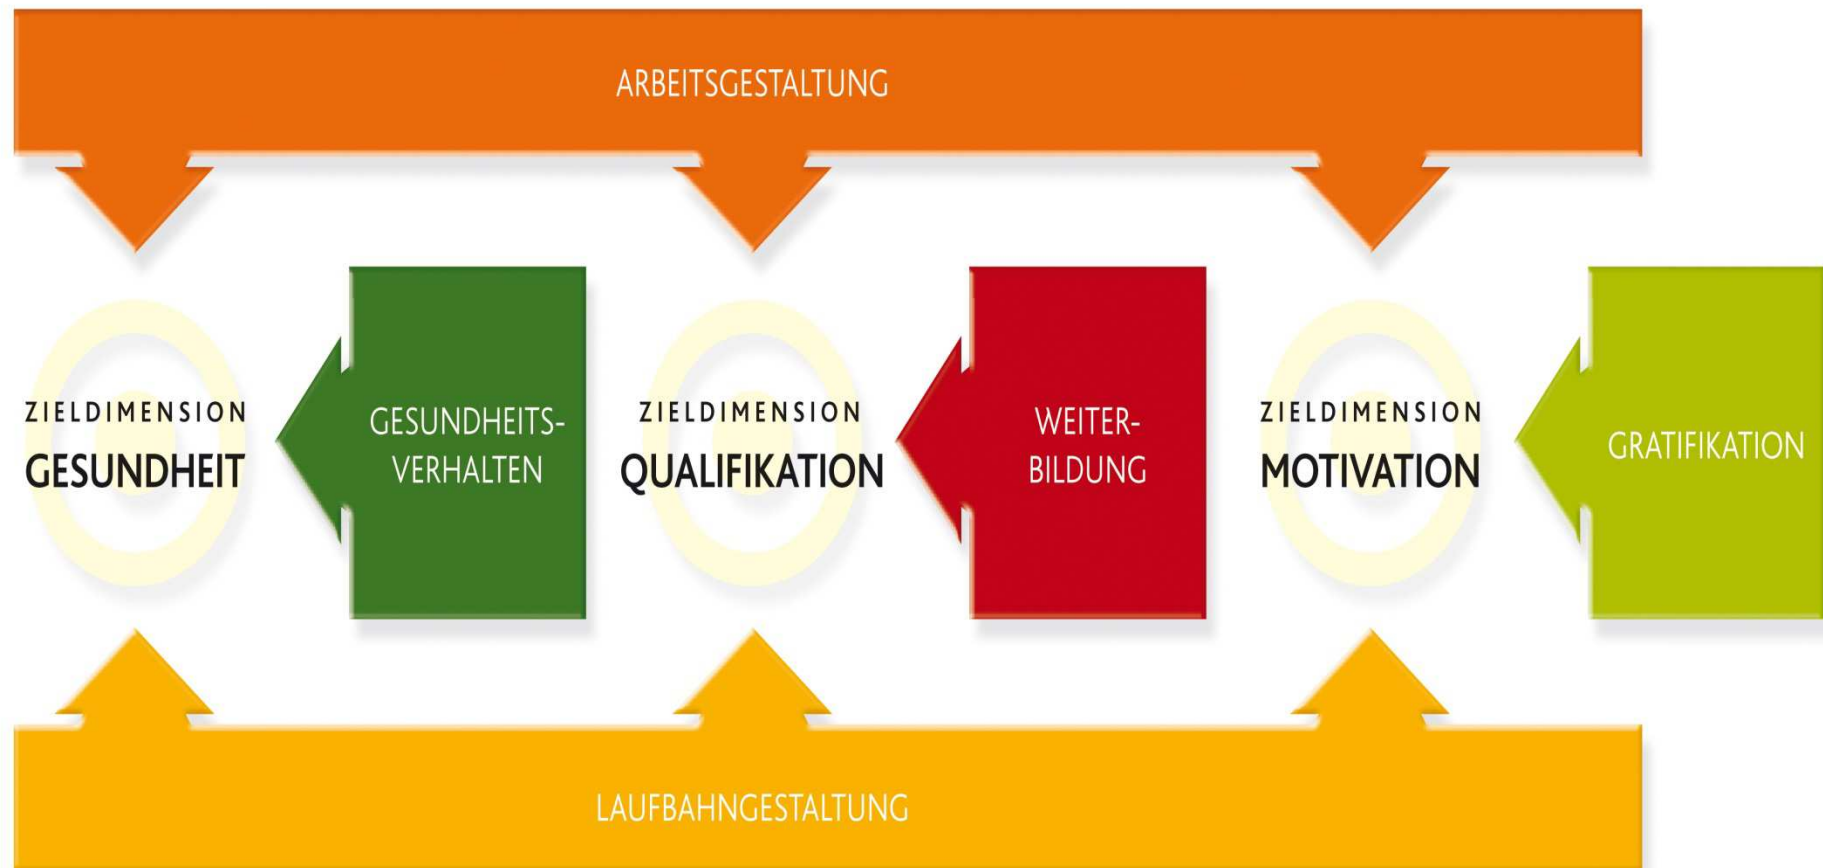 ARBEITSGESTALTUNG
ZIELDIMENSION
GESUNDHEIT
GESUNDHEITS-
VERHALTEN
ZIELDIMENSION
QUALIFIKATION
WEITER-
BILDUNG
ZIELDIMENSION
MOTIVATION
GRATIFIKATION
LAUFBAHNGESTALTUNG